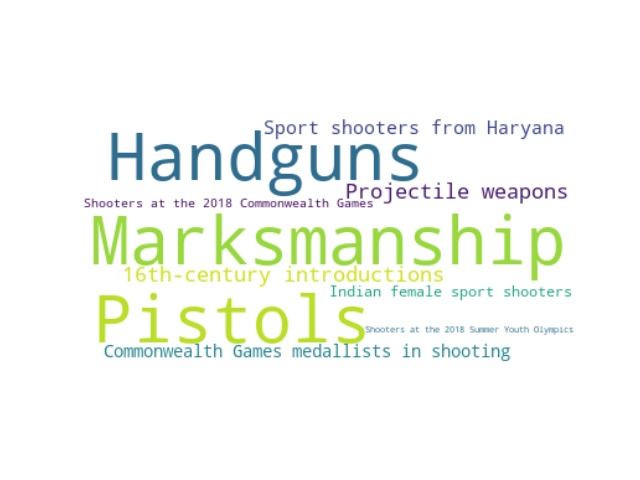 Sport shooters from Haryana
Handguns
Projectile weapons
Shooters at the 2018 Commonwealth Games
Marksmanship
16th-century introductions
Indian female sport shooters
Pistols
Shooters at the 2018 Summer Youth Olympics
Commonwealth Games medallists in shooting